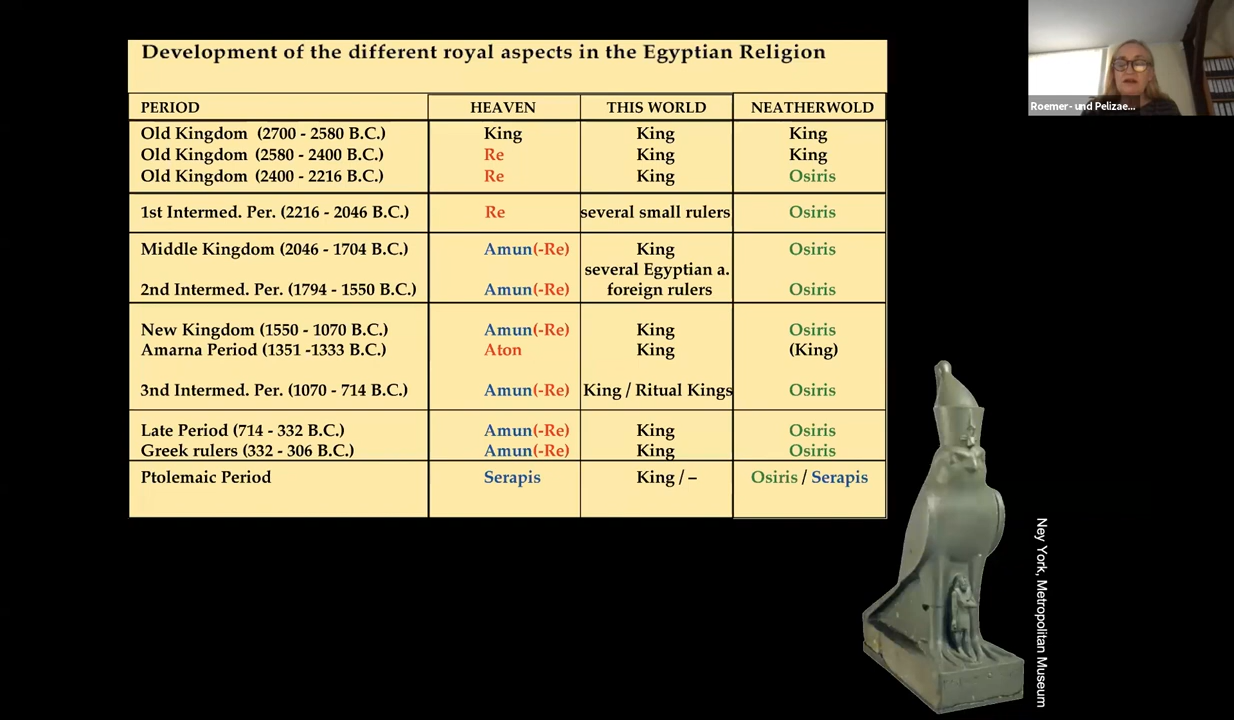 Development of the different royal aspects in the Egyptian Religion
PERIOD HEAVEN THIS WORLD NEATHERWOLD
Old Kingdom (2700 - 2580 B.C.) King King King
Old Kingdom (2580 - 2400 B.C.) Re King King
Old Kingdom (2400 - 2216 B.C.) Re King Osiris
1st Intermed. Per. (2216 - 2046 B.C.) Re several small rulers Osiris
Middle Kingdom (2046 - 1704 B.C.) Amun(-Re) King Osiris
several Egyptian a.
2nd Intermed. Per. (1794 - 1550 B.C.) Amun(-Re) foreign rulers Osiris
New Kingdom (1550 - 1070 B.C.) Amun(-Re) King Osiris
Amarna Period (1351 -1333 B.C.) Aton King (King)
3nd Intermed. Per. (1070 - 714 B.C.) Amun(-Re) King / Ritual Kings Osiris
Late Period (714 - 332 B.C.) Amun(-Re) King Osiris
Greek rulers (332 - 306 B.C.) Amun(-Re) King Osiris
Ptolemaic Period Serapis King / – Osiris / Serapis
Ney York, Metropolitan Museum
Roemer- und Pelizae...